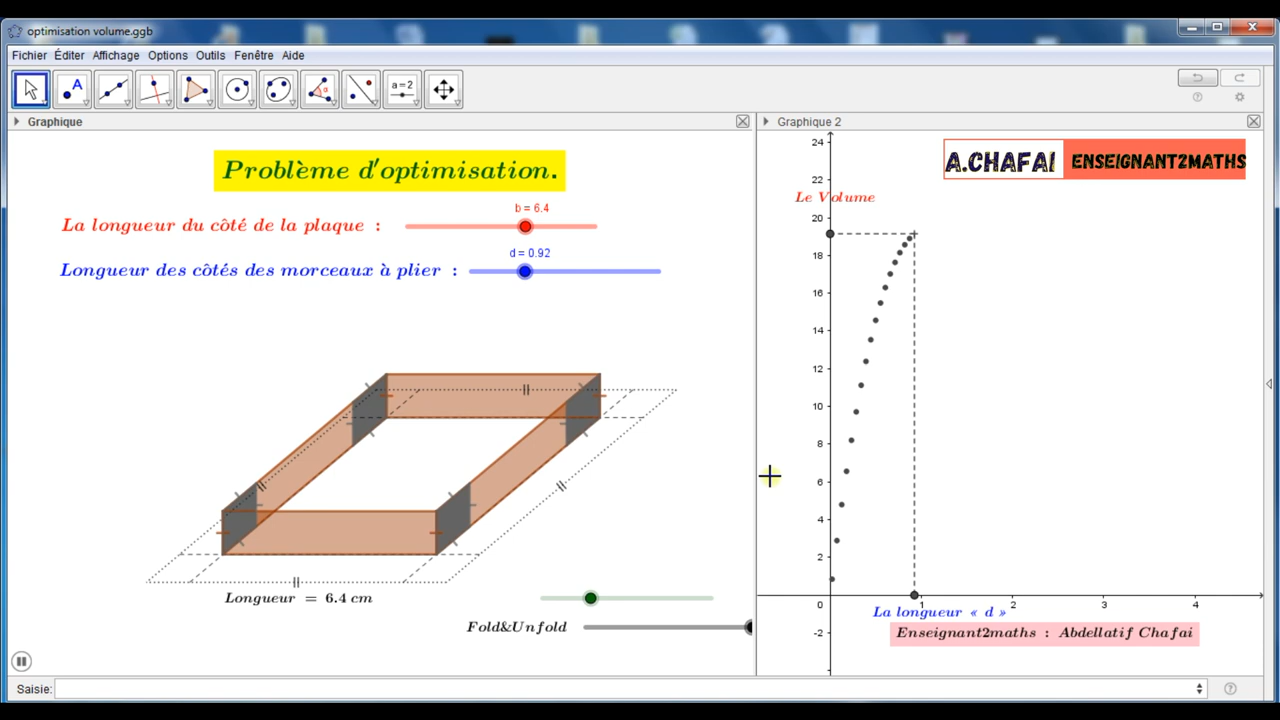 optimisation volume.ggb
Fichier Éditer Affichage Options Outils Fenêtre Aide
A
a = 2
Graphique
Graphique 2
Problème d'optimisation.
A.CHAFAI ENSEIGNANT2MATHS
b = 6.4
La longueur du côté de la plaque :
d = 0.92
Longueur des côtés des morceaux à plier :
Le Volume
24
22
20
18
16
14
12
10
8
6
4
2
0
-2
1 2 3 4
La longueur « d »
Longueur = 6.4 cm
Fold&Unfold
Enseignant2maths : Abdellatif Chafai
Saisie: